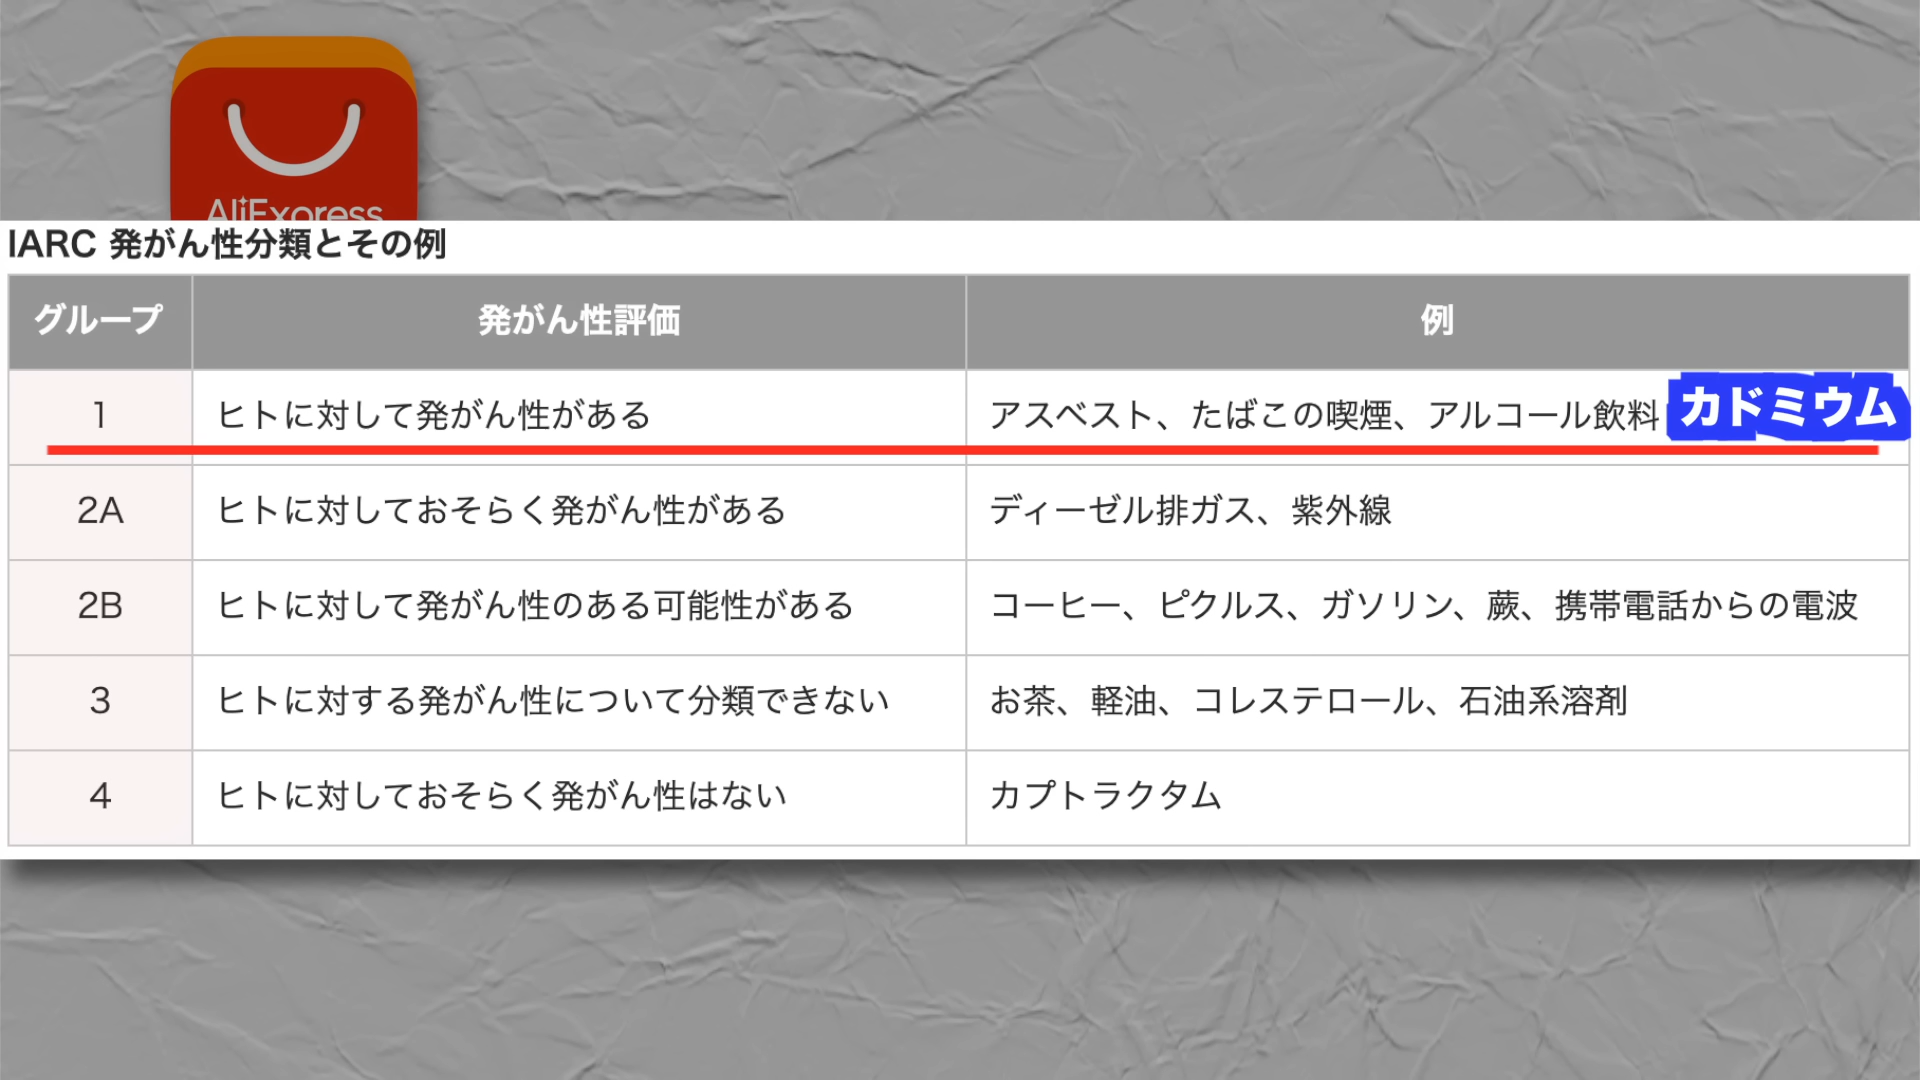 AliExpress
IARC 発がん性分類とその例
グループ 発がん性評価 例
1 ヒトに対して発がん性がある アスベスト、たばこの喫煙、アルコール飲料 カドミウム
2A ヒトに対しておそらく発がん性がある ディーゼル排ガス、紫外線
2B ヒトに対して発がん性のある可能性がある コーヒー、ピクルス、ガソリン、蕨、携帯電話からの電波
3 ヒトに対する発がん性について分類できない お茶、軽油、コレステロール、石油系溶剤
4 ヒトに対しておそらく発がん性はない カプトラクタム